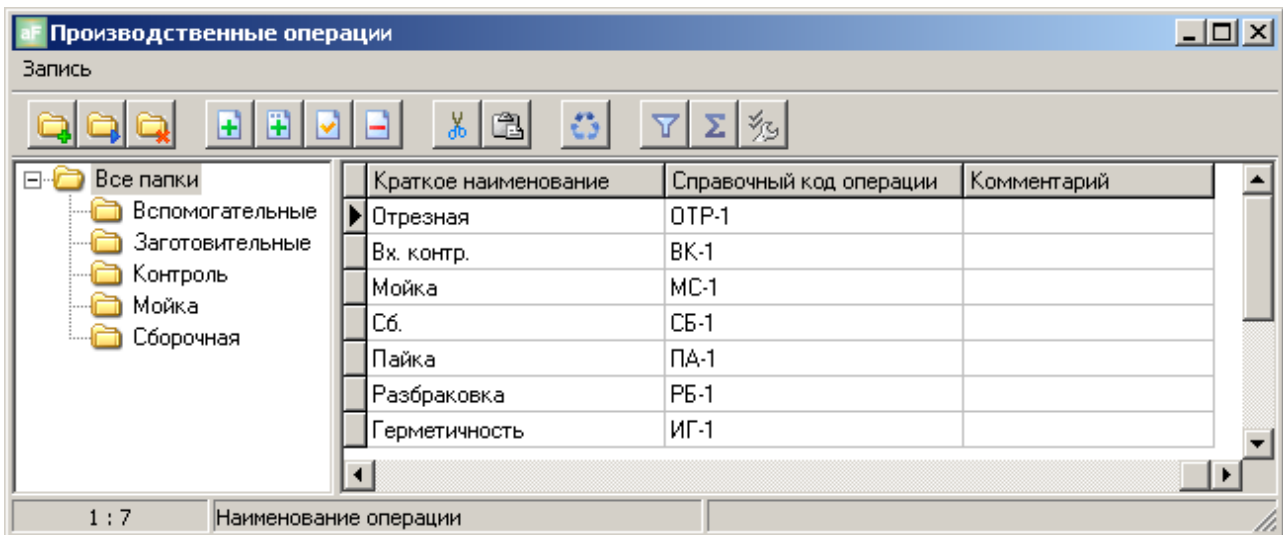 aF Производственные операции
Запись
Σ
Все папки
Вспомогательные
Заготовительные
Контроль
Мойка
Сборочная
Краткое наименование Справочный код операции Комментарий
Отрезная ОТР-1
Вх. контр. ВК-1
Мойка МС-1
Сб. СБ-1
Пайка ПА-1
Разбраковка РБ-1
Герметичность ИГ-1
1 : 7 Наименование операции